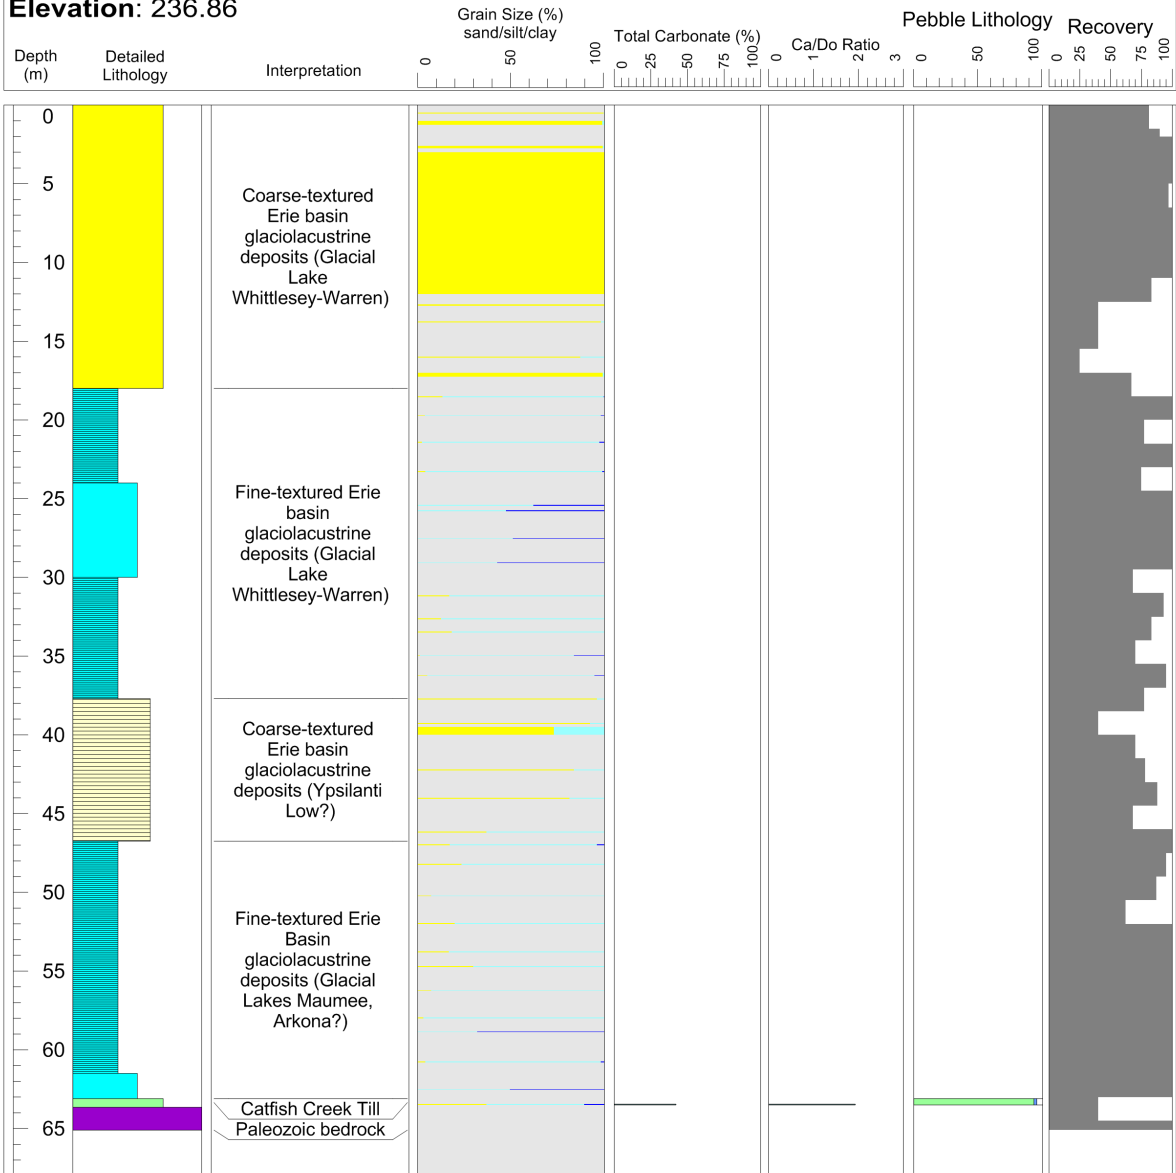 Elevation: 236.86
Depth
(m)
Detailed
Lithology
Interpretation
Grain Size (%)
sand/silt/clay
0 50 100
Total Carbonate (%)
0 25 50 75 100
Ca/Do Ratio
0 1 2 3
Pebble Lithology
0 50 100
Recovery
0 25 50 75 100
0
5
10
15
20
25
30
35
40
45
50
55
60
65
Coarse-textured
Erie basin
glaciolacustrine
deposits (Glacial
Lake
Whittlesey-Warren)
Fine-textured Erie
basin
glaciolacustrine
deposits (Glacial
Lake
Whittlesey-Warren)
Coarse-textured
Erie basin
glaciolacustrine
deposits (Ypsilanti
Low?)
Fine-textured Erie
Basin
glaciolacustrine
deposits (Glacial
Lakes Maumee,
Arkona?)
Catfish Creek Till
Paleozoic bedrock